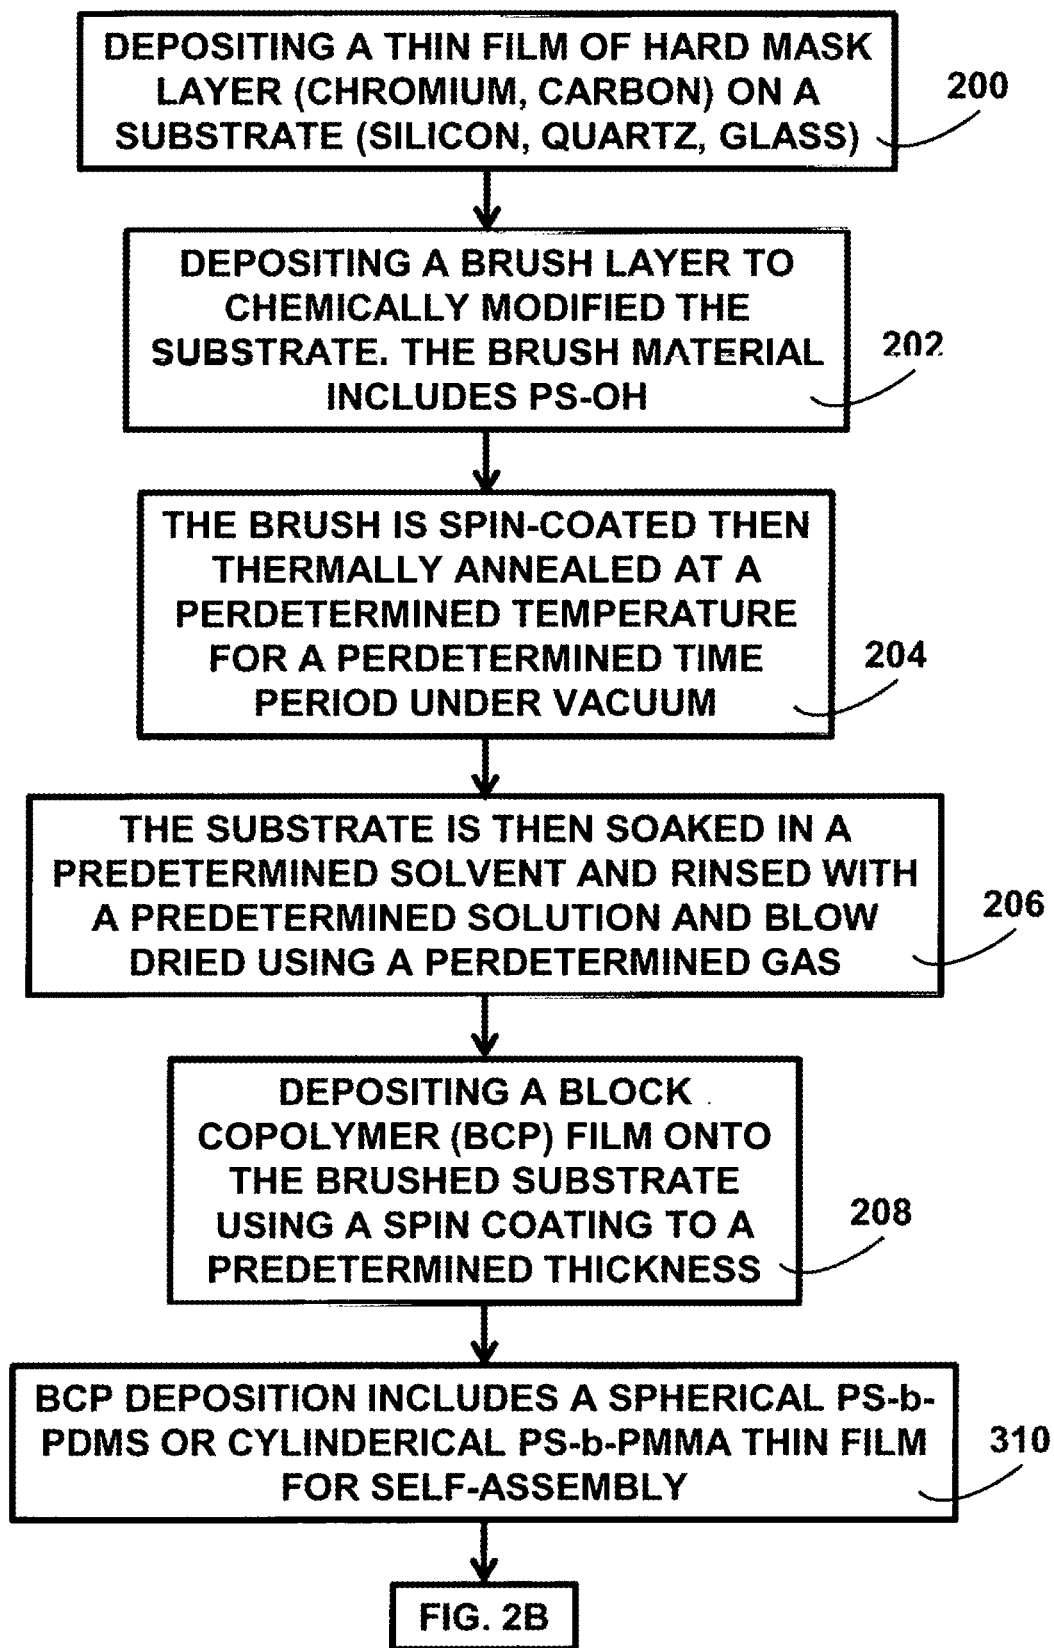 DEPOSITING A THIN FILM OF HARD MASK
LAYER (CHROMIUM, CARBON) ON A
SUBSTRATE (SILICON, QUARTZ, GLASS)
200
DEPOSITING A BRUSH LAYER TO
CHEMICALLY MODIFIED THE
SUBSTRATE. THE BRUSH MATERIAL
INCLUDES PS-OH
202
THE BRUSH IS SPIN-COATED THEN
THERMALLY ANNEALED AT A
PERDETERMINED TEMPERATURE
FOR A PERDETERMINED TIME
PERIOD UNDER VACUUM
204
THE SUBSTRATE IS THEN SOAKED IN A
PREDETERMINED SOLVENT AND RINSED WITH
A PREDETERMINED SOLUTION AND BLOW
DRIED USING A PERDETERMINED GAS
206
DEPOSITING A BLOCK
COPOLYMER (BCP) FILM ONTO
THE BRUSHED SUBSTRATE
USING A SPIN COATING TO A
PREDETERMINED THICKNESS
208
BCP DEPOSITION INCLUDES A SPHERICAL PS-b-
PDMS OR CYLINDERICAL PS-b-PMMA THIN FILM
FOR SELF-ASSEMBLY
310
FIG. 2B